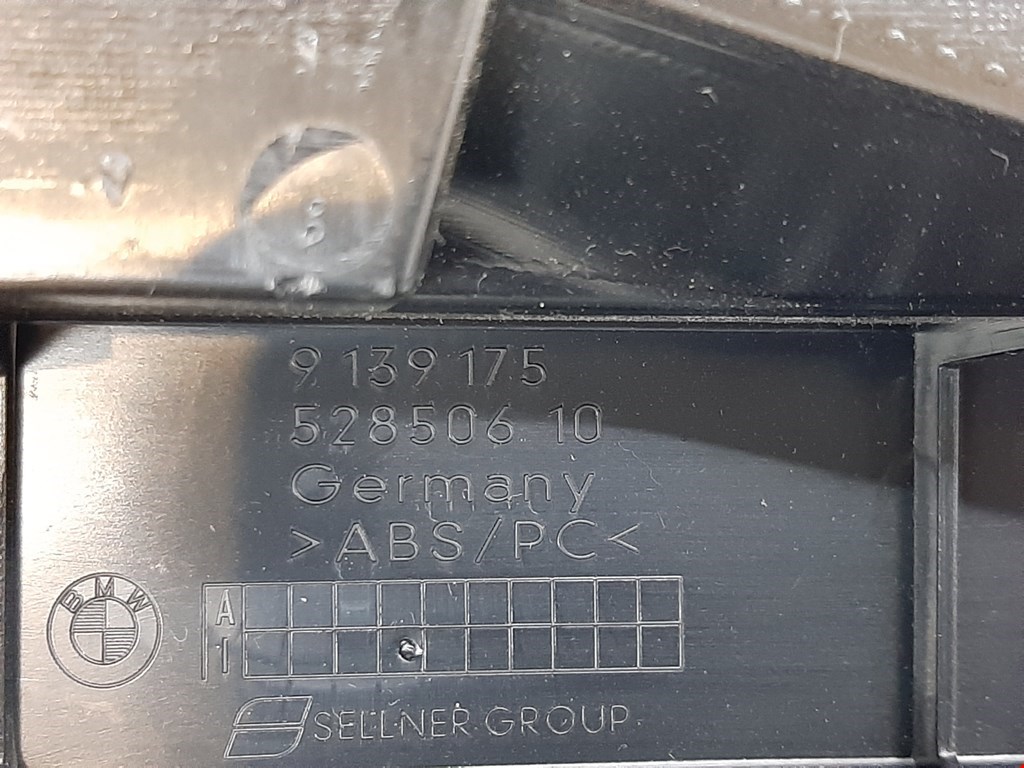 9 139 175
528506 10
Germany
>ABS/PC<
BMW
A
I
SELLNER GROUP